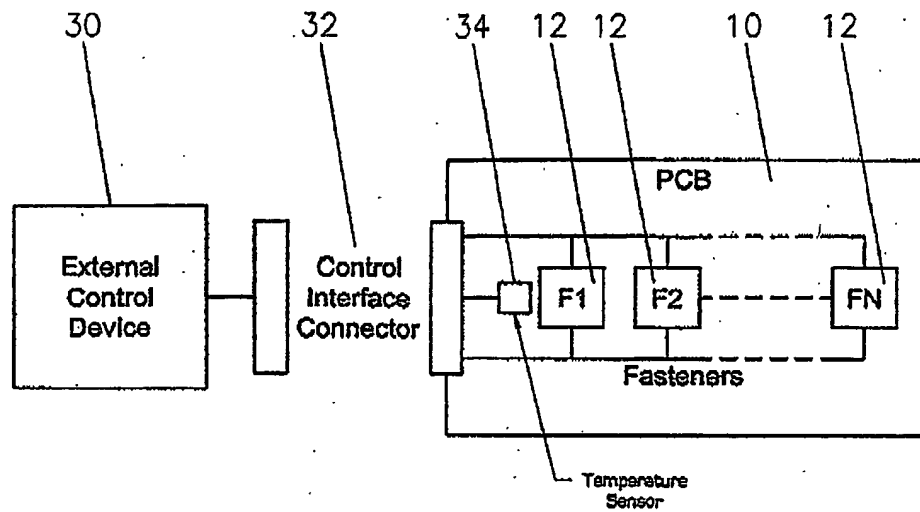 30 32 34 12 12 10 12
PCB
External
Control
Device
Control
Interface
Connector
F1 F2 FN
Fasteners
Temperature
Sensor